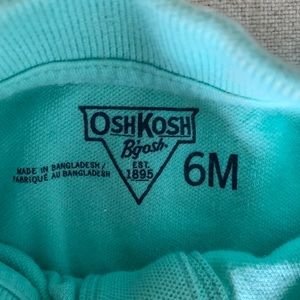 OSHKOSH
B'gosh
EST.
1895
MADE IN BANGLADESH /
FABRIQUÉ AU BANGLADESH
6M